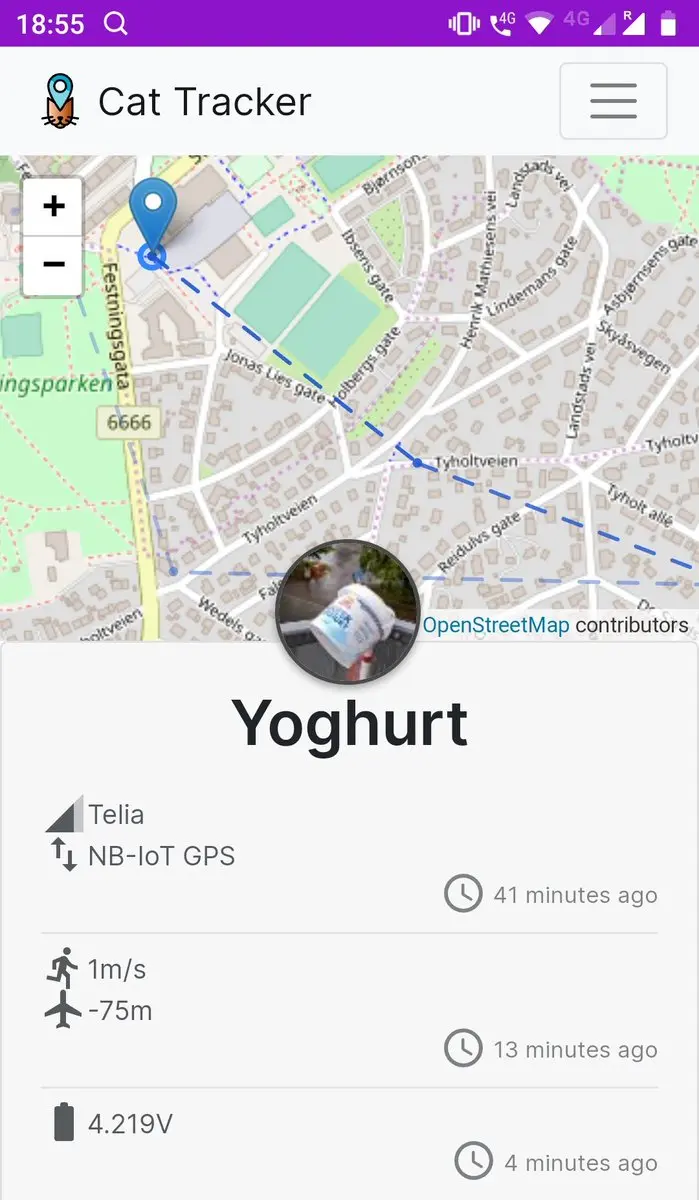 18:55
4G
4G
R
Cat Tracker
+
−
Bjørnson
Landstads vei
Ibsens gate
Henrik Mathiesens vei
Lindemans gate
Asbjørnsens gate
Skyåsvegen
Festningsgata
Jonas Lies gate
Holbergs gate
Landstads vei
ingsparken
6666
Tyholtveien
Tyholtv
Tyholt allé
Tyholtveien
Reidulvs gate
Wedels ga
holtveien
OpenStreetMap contributors
Yoghurt
Telia
NB-IoT GPS
41 minutes ago
1m/s
-75m
13 minutes ago
4.219V
4 minutes ago